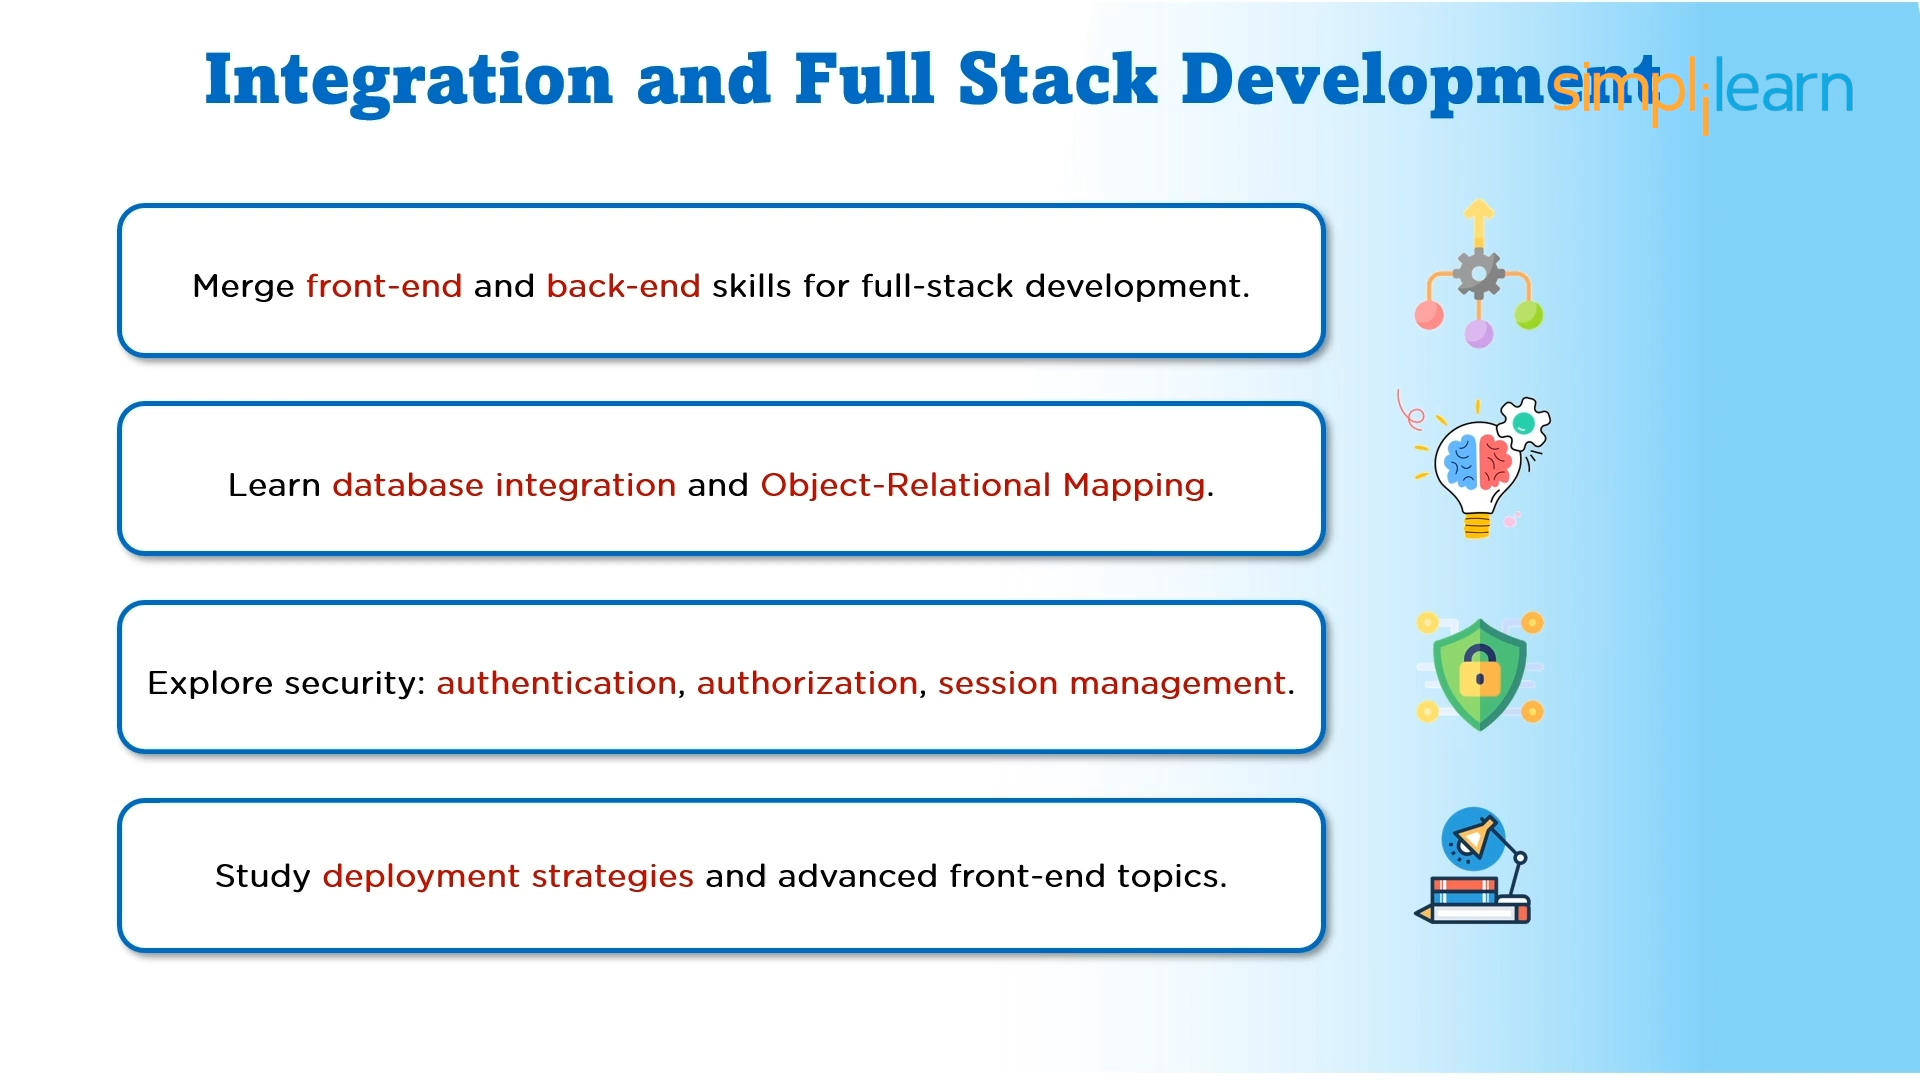 Integration and Full Stack Development
simplilearn
Merge front-end and back-end skills for full-stack development.
Learn database integration and Object-Relational Mapping.
Explore security: authentication, authorization, session management.
Study deployment strategies and advanced front-end topics.